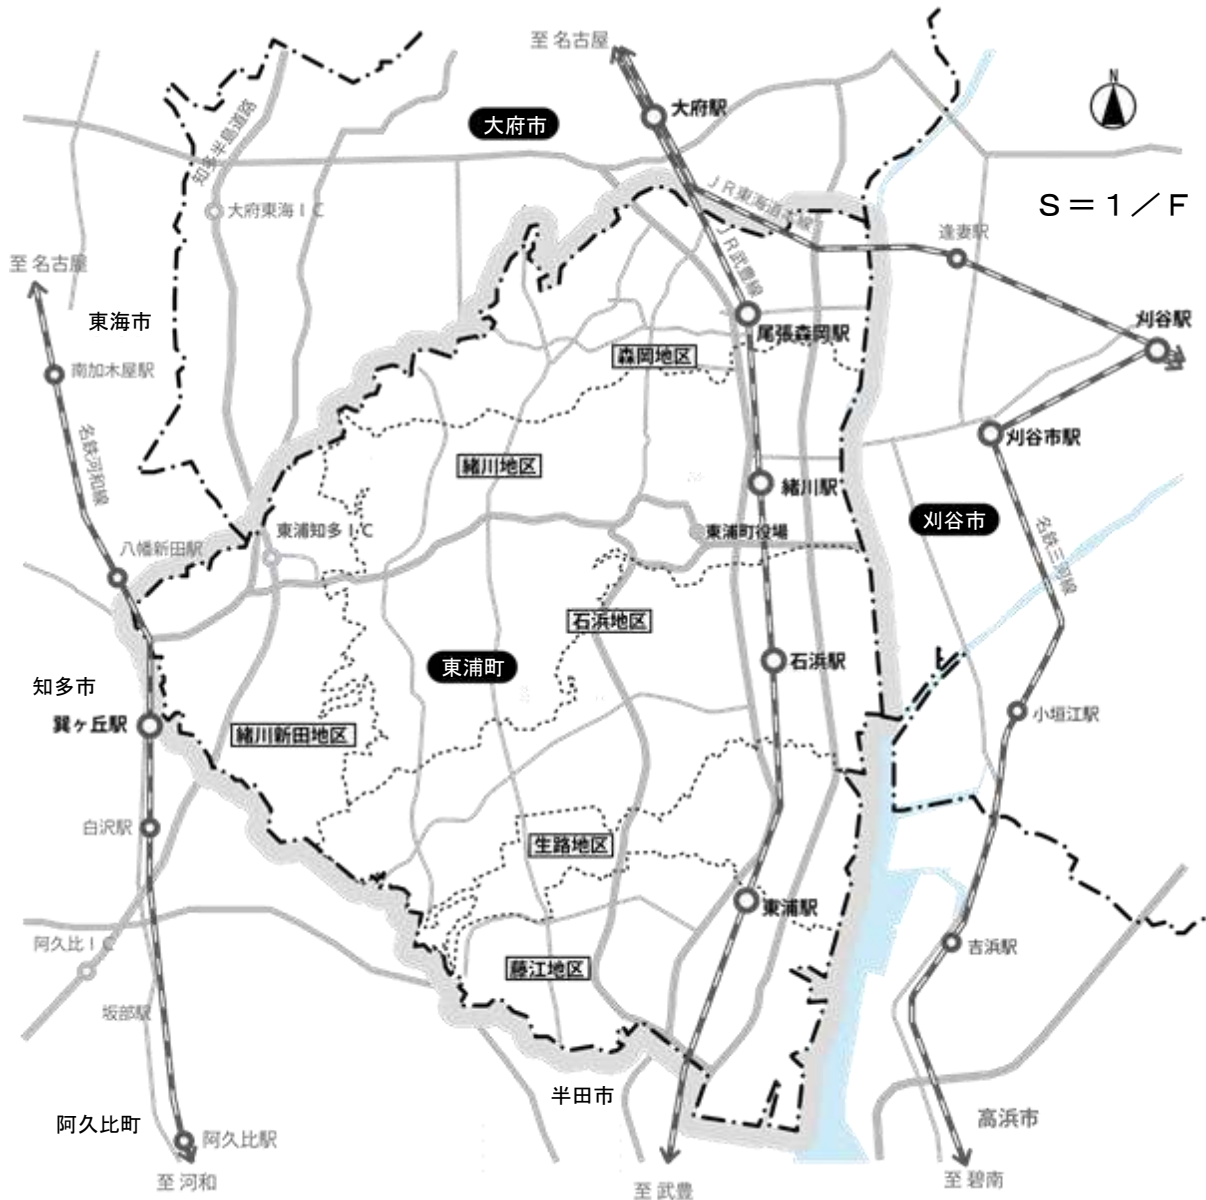 至 名古屋
大府駅
大府市
N
S＝１／F
知多半島道路
大府東海ＩＣ
ＪＲ東海道本線
ＪＲ武豊線
逢妻駅
至 名古屋
東海市
刈谷駅
尾張森岡駅
森岡地区
南加木屋駅
名鉄河和線
刈谷市駅
緒川地区
緒川駅
刈谷市
東浦知多ＩＣ
東浦町役場
八幡新田駅
名鉄三河線
石浜地区
東浦町
石浜駅
知多市
巽ヶ丘駅
緒川新田地区
小垣江駅
白沢駅
生路地区
東浦駅
阿久比ＩＣ
吉浜駅
藤江地区
坂部駅
半田市
阿久比町
高浜市
阿久比駅
至 河和
至 武豊
至 碧南